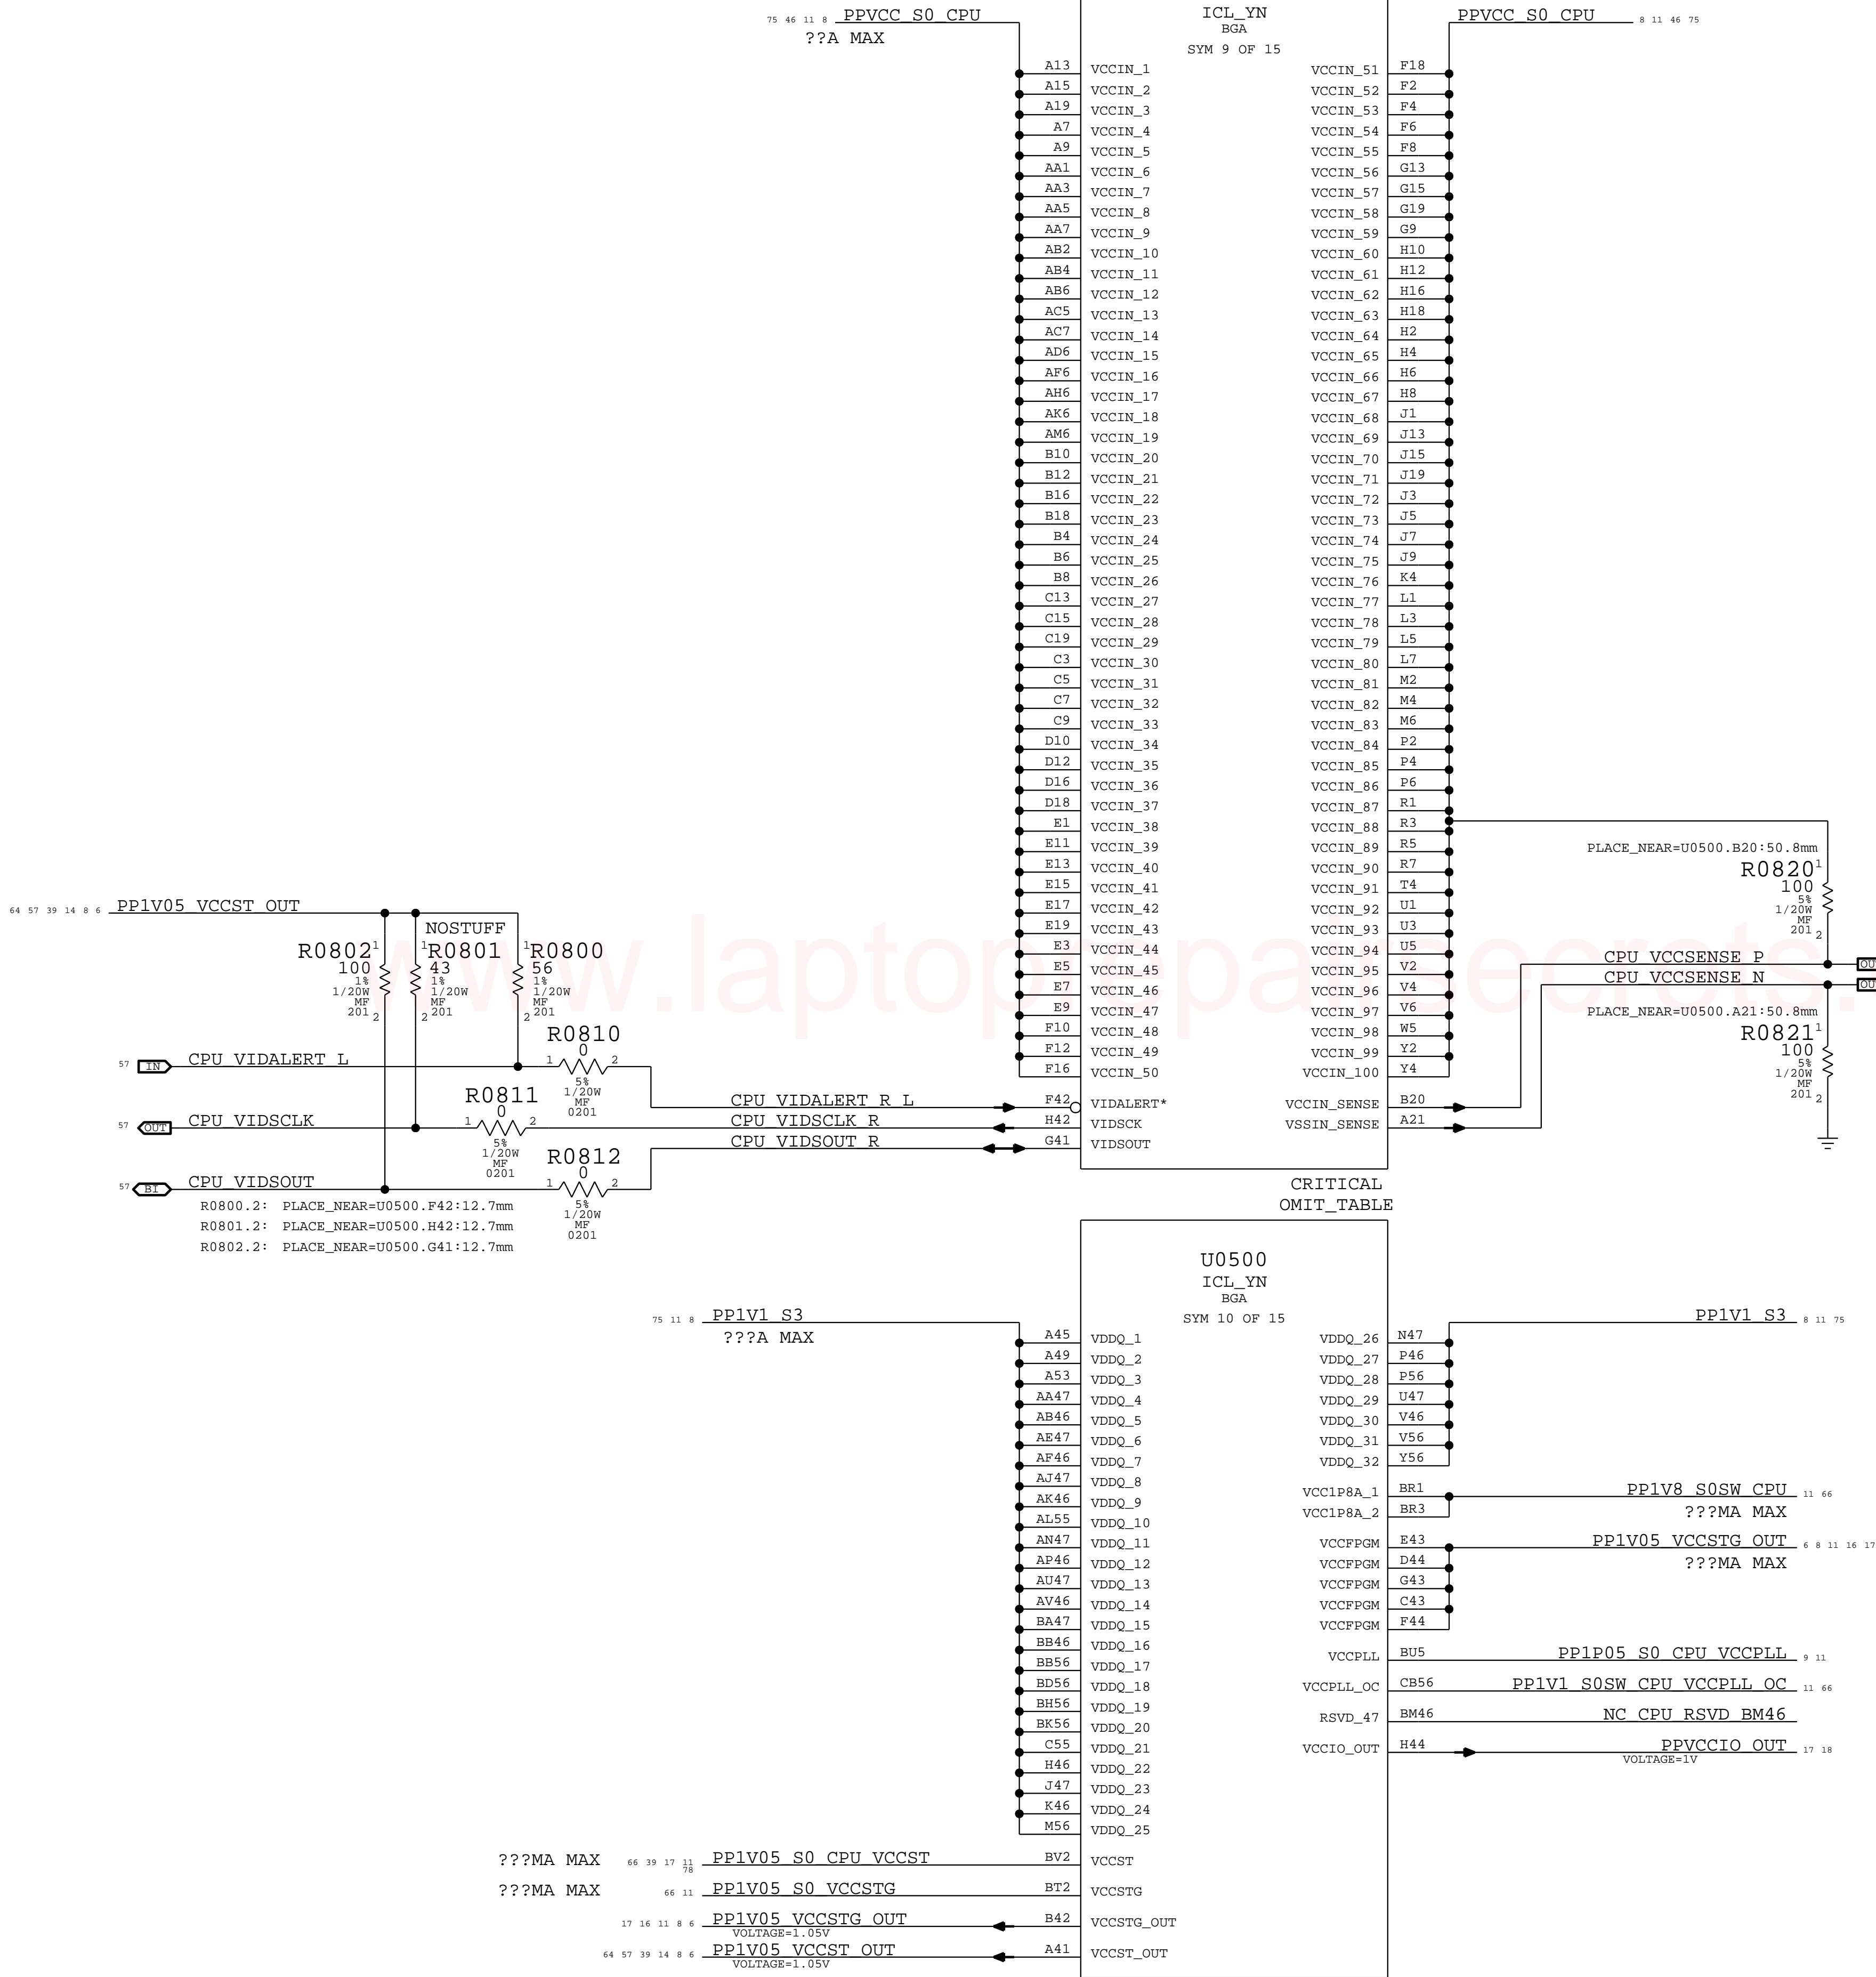 75 46 11 8 PPVCC_S0_CPU
??A MAX
ICL_YN
BGA
SYM 9 OF 15
PPVCC_S0_CPU 8 11 46 75
A13 VCCIN_1 VCCIN_51 F18
A15 VCCIN_2 VCCIN_52 F2
A19 VCCIN_3 VCCIN_53 F4
A7 VCCIN_4 VCCIN_54 F6
A9 VCCIN_5 VCCIN_55 F8
AA1 VCCIN_6 VCCIN_56 G13
AA3 VCCIN_7 VCCIN_57 G15
AA5 VCCIN_8 VCCIN_58 G19
AA7 VCCIN_9 VCCIN_59 G9
AB2 VCCIN_10 VCCIN_60 H10
AB4 VCCIN_11 VCCIN_61 H12
AB6 VCCIN_12 VCCIN_62 H16
AC5 VCCIN_13 VCCIN_63 H18
AC7 VCCIN_14 VCCIN_64 H2
AD6 VCCIN_15 VCCIN_65 H4
AF6 VCCIN_16 VCCIN_66 H6
AH6 VCCIN_17 VCCIN_67 H8
AK6 VCCIN_18 VCCIN_68 J1
AM6 VCCIN_19 VCCIN_69 J13
B10 VCCIN_20 VCCIN_70 J15
B12 VCCIN_21 VCCIN_71 J19
B16 VCCIN_22 VCCIN_72 J3
B18 VCCIN_23 VCCIN_73 J5
B4 VCCIN_24 VCCIN_74 J7
B6 VCCIN_25 VCCIN_75 J9
B8 VCCIN_26 VCCIN_76 K4
C13 VCCIN_27 VCCIN_77 L1
C15 VCCIN_28 VCCIN_78 L3
C19 VCCIN_29 VCCIN_79 L5
C3 VCCIN_30 VCCIN_80 L7
C5 VCCIN_31 VCCIN_81 M2
C7 VCCIN_32 VCCIN_82 M4
C9 VCCIN_33 VCCIN_83 M6
D10 VCCIN_34 VCCIN_84 P2
D12 VCCIN_35 VCCIN_85 P4
D16 VCCIN_36 VCCIN_86 P6
D18 VCCIN_37 VCCIN_87 R1
E1 VCCIN_38 VCCIN_88 R3
E11 VCCIN_39 VCCIN_89 R5
E13 VCCIN_40 VCCIN_90 R7
E15 VCCIN_41 VCCIN_91 T4
E17 VCCIN_42 VCCIN_92 U1
E19 VCCIN_43 VCCIN_93 U3
E3 VCCIN_44 VCCIN_94 U5
E5 VCCIN_45 VCCIN_95 V2
E7 VCCIN_46 VCCIN_96 V4
E9 VCCIN_47 VCCIN_97 V6
F10 VCCIN_48 VCCIN_98 W5
F12 VCCIN_49 VCCIN_99 Y2
F16 VCCIN_50 VCCIN_100 Y4
F42 VIDALERT* VCCIN_SENSE B20
H42 VIDSCK VSSIN_SENSE A21
G41 VIDSOUT
PLACE_NEAR=U0500.B20:50.8mm
R0820 1
100
5%
1/20W
MF
201 2
CPU_VCCSENSE_P OU
CPU_VCCSENSE_N OU
PLACE_NEAR=U0500.A21:50.8mm
R0821 1
100
5%
1/20W
MF
201 2
www.laptoprepairsecrets.
64 57 39 14 8 6 PP1V05_VCCST_OUT
NOSTUFF
R0802 1
100
1%
1/20W
MF
201 2
1 R0801
43
1%
1/20W
MF
2 201
1 R0800
56
1%
1/20W
MF
2 201
57 IN CPU_VIDALERT_L
R0810
0
1 2
5%
1/20W
MF
0201
CPU_VIDALERT_R_L
57 OUT CPU_VIDSCLK
R0811
0
1 2
5%
1/20W
MF
0201
CPU_VIDSCLK_R
CPU_VIDSOUT_R
57 BI CPU_VIDSOUT
R0812
0
1 2
5%
1/20W
MF
0201
R0800.2: PLACE_NEAR=U0500.F42:12.7mm
R0801.2: PLACE_NEAR=U0500.H42:12.7mm
R0802.2: PLACE_NEAR=U0500.G41:12.7mm
CRITICAL
OMIT_TABLE
U0500
ICL_YN
BGA
SYM 10 OF 15
75 11 8 PP1V1_S3
???A MAX
PP1V1_S3 8 11 75
A45 VDDQ_1 VDDQ_26 N47
A49 VDDQ_2 VDDQ_27 P46
A53 VDDQ_3 VDDQ_28 P56
AA47 VDDQ_4 VDDQ_29 U47
AB46 VDDQ_5 VDDQ_30 V46
AE47 VDDQ_6 VDDQ_31 V56
AF46 VDDQ_7 VDDQ_32 Y56
AJ47 VDDQ_8 VCC1P8A_1 BR1 PP1V8_S0SW_CPU 11 66
AK46 VDDQ_9 VCC1P8A_2 BR3 ???MA MAX
AL55 VDDQ_10
AN47 VDDQ_11 VCCFPGM E43 PP1V05_VCCSTG_OUT 6 8 11 16 17
AP46 VDDQ_12 VCCFPGM D44 ???MA MAX
AU47 VDDQ_13 VCCFPGM G43
AV46 VDDQ_14 VCCFPGM C43
BA47 VDDQ_15 VCCFPGM F44
BB46 VDDQ_16 VCCPLL BU5 PP1P05_S0_CPU_VCCPLL 9 11
BB56 VDDQ_17
BD56 VDDQ_18 VCCPLL_OC CB56 PP1V1_S0SW_CPU_VCCPLL_OC 11 66
BH56 VDDQ_19 RSVD_47 BM46 NC_CPU_RSVD_BM46
BK56 VDDQ_20
C55 VDDQ_21 VCCIO_OUT H44 PPVCCIO_OUT 17 18
VOLTAGE=1V
H46 VDDQ_22
J47 VDDQ_23
K46 VDDQ_24
M56 VDDQ_25
???MA MAX 66 39 17 11 PP1V05_S0_CPU_VCCST BV2 VCCST
78
???MA MAX 66 11 PP1V05_S0_VCCSTG BT2 VCCSTG
17 16 11 8 6 PP1V05_VCCSTG_OUT B42 VCCSTG_OUT
VOLTAGE=1.05V
64 57 39 14 8 6 PP1V05_VCCST_OUT A41 VCCST_OUT
VOLTAGE=1.05V